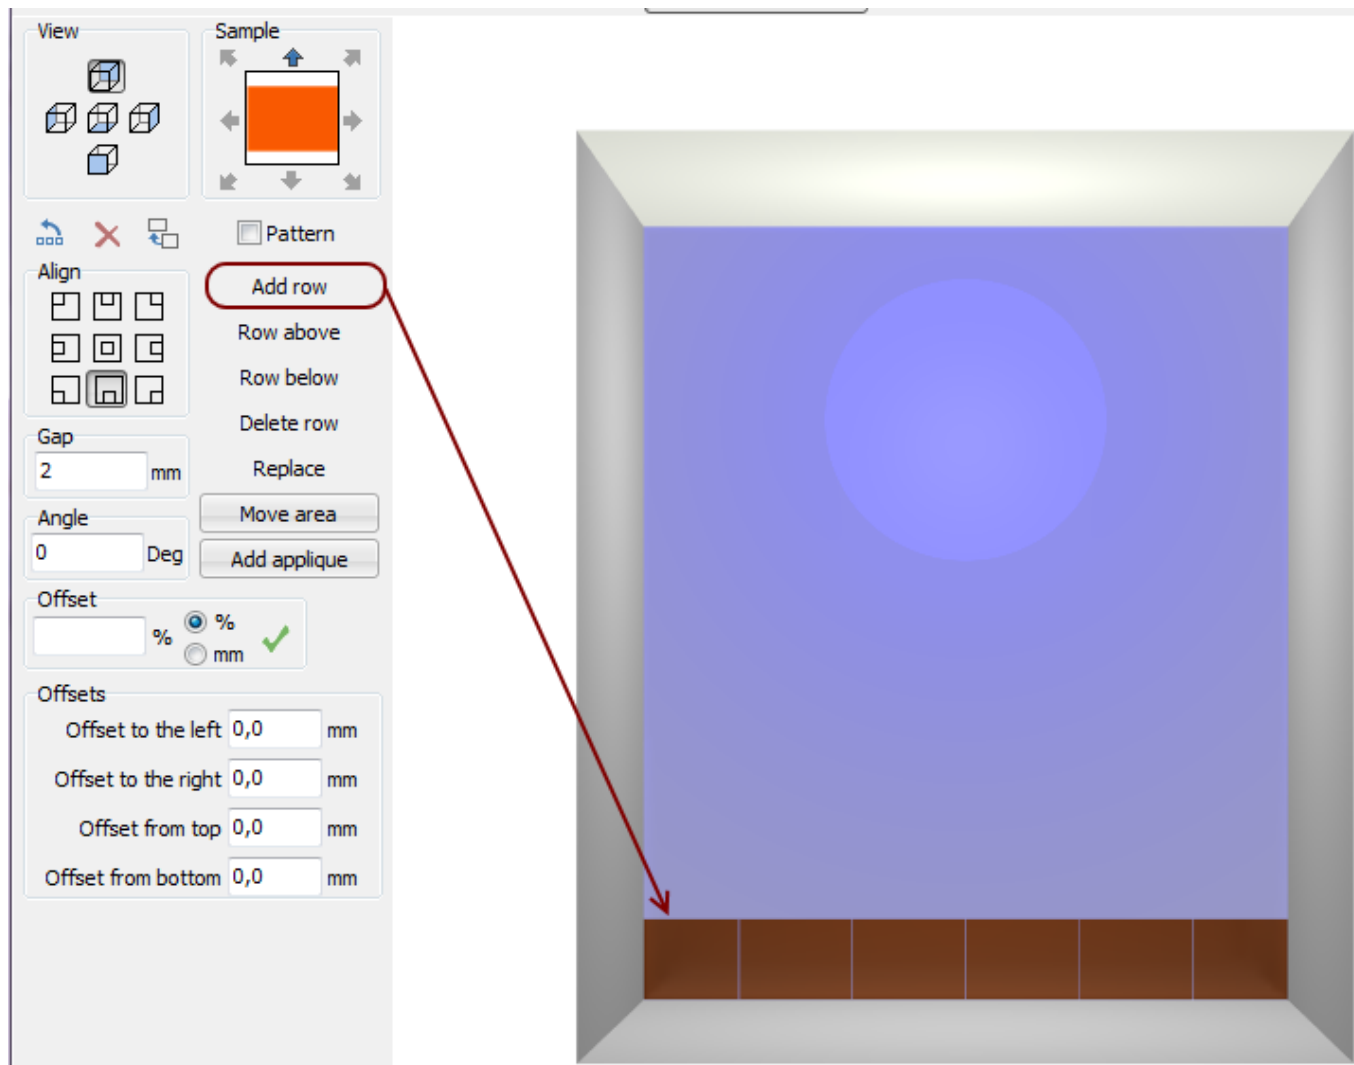 View
Sample
Pattern
Align
Add row
Row above
Row below
Delete row
Gap
2 mm
Replace
Move area
Angle
0 Deg
Add applique
Offset
% % 
mm
Offsets
Offset to the left 0,0 mm
Offset to the right 0,0 mm
Offset from top 0,0 mm
Offset from bottom 0,0 mm